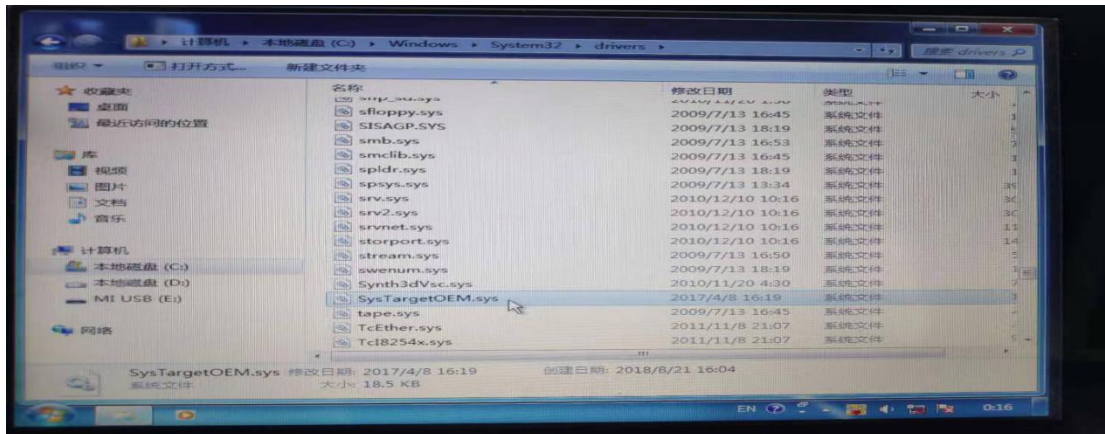 计算机 ▸ 本地磁盘 (C:) ▸ Windows ▸ System32 ▸ drivers ▸
搜索 drivers
组织 打开方式... 新建文件夹
名称 修改日期 类型 大小
收藏夹
桌面
最近访问的位置
库
视频
图片
文档
音乐
计算机
本地磁盘 (C:)
本地磁盘 (D:)
MI USB (E:)
网络
sfloppy.sys 2009/7/13 16:45 系统文件
SISAGP.SYS 2009/7/13 18:19 系统文件
smb.sys 2009/7/13 16:53 系统文件
smclib.sys 2009/7/13 16:45 系统文件
spldr.sys 2009/7/13 18:19 系统文件
spsys.sys 2009/7/13 13:34 系统文件
srv.sys 2010/12/10 10:16 系统文件
srv2.sys 2010/12/10 10:16 系统文件
srvnet.sys 2010/12/10 10:16 系统文件
storport.sys 2010/12/10 10:16 系统文件
stream.sys 2009/7/13 16:50 系统文件
swenum.sys 2009/7/13 18:19 系统文件
Synth3dVsc.sys 2010/11/20 4:30 系统文件
SysTargetOEM.sys 2017/4/8 16:19 系统文件
tape.sys 2009/7/13 16:45 系统文件
TcEther.sys 2011/11/8 21:07 系统文件
TcI8254x.sys 2011/11/8 21:07 系统文件
SysTargetOEM.sys 修改日期: 2017/4/8 16:19 创建日期: 2018/8/21 16:04
系统文件 大小: 18.5 KB
EN 0:16